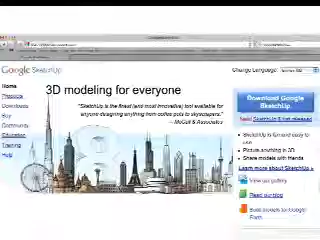 Google SketchUp
Change Language:
Home
Products
Downloads
Buy
Community
Education
Training
Help
3D modeling for everyone
"SketchUp is the finest (and most innovative) tool available for
anyone designing anything from coffee pots to skyscrapers."
— McCall & Associates
Download Google
SketchUp
SketchUp is fun and easy to
use
Picture anything in 3D
Share models with friends
Learn more about SketchUp »
View our gallery
Read our blog
Build models for Google
Earth